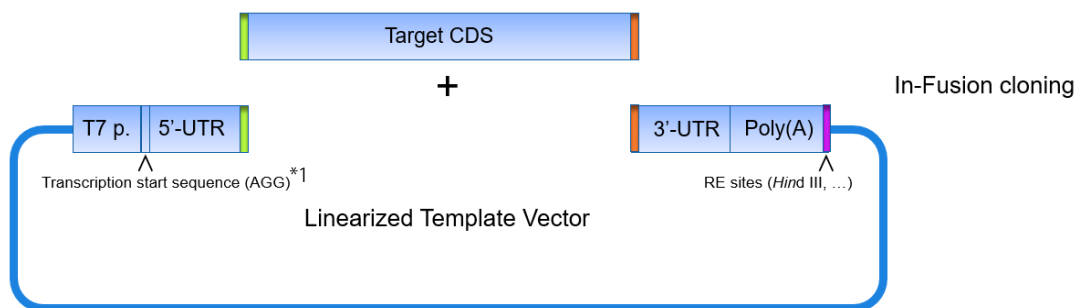 Target CDS
+
In-Fusion cloning
T7 p.
5’-UTR
3’-UTR
Poly(A)
Transcription start sequence (AGG)*1
RE sites (Hind III, ...)
Linearized Template Vector